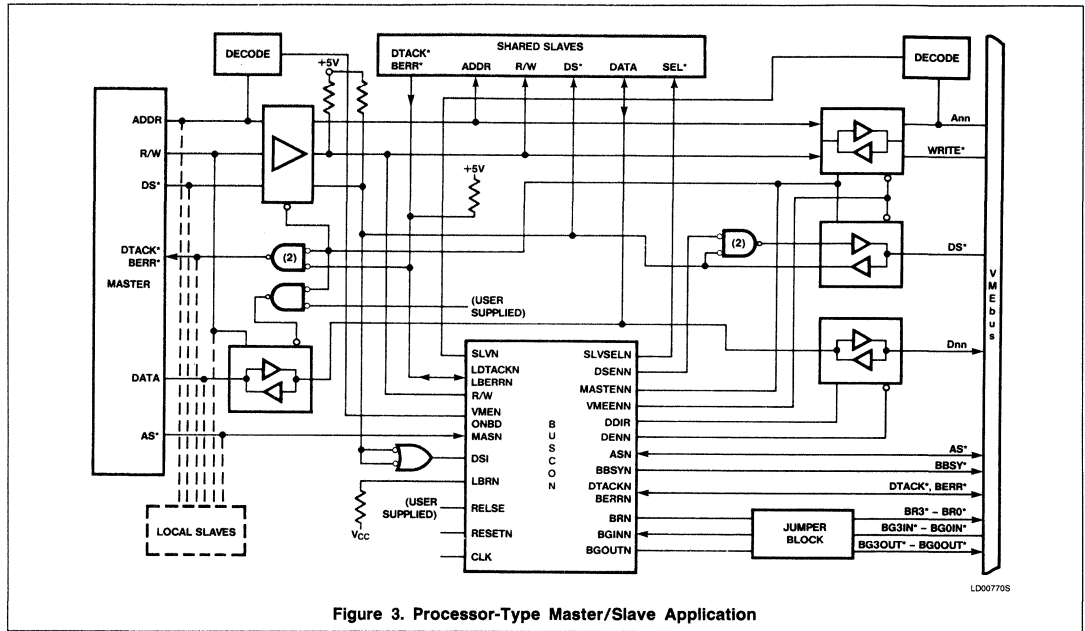 DECODE
+5V
DTACK*
BERR*
SHARED SLAVES
ADDR
R/W
DS*
DATA
SEL*
DECODE
ADDR
R/W
DS*
DTACK*
BERR*
MASTER
DATA
AS*
+5V
(2)
(2)
(USER
SUPPLIED)
Ann
WRITE*
DS*
Dnn
VMEbus
SLVN
LDTACKN
LBERRN
R/W
VMEN
ONBD
MASN
DSI
LBRN
RELSE
RESETN
CLK
BUSCON
SLVSELN
DSENN
MASTENN
VMEENN
DDIR
DENN
ASN
BBSYN
DTACKN
BERRN
BRN
BGINN
BGOUTN
AS*
BBSY*
DTACK*, BERR*
BR3* – BR0*
BG3IN* – BG0IN*
BG3OUT* – BG0OUT*
JUMPER
BLOCK
(USER
SUPPLIED)
VCC
LOCAL SLAVES
LD00770S
Figure 3. Processor-Type Master/Slave Application